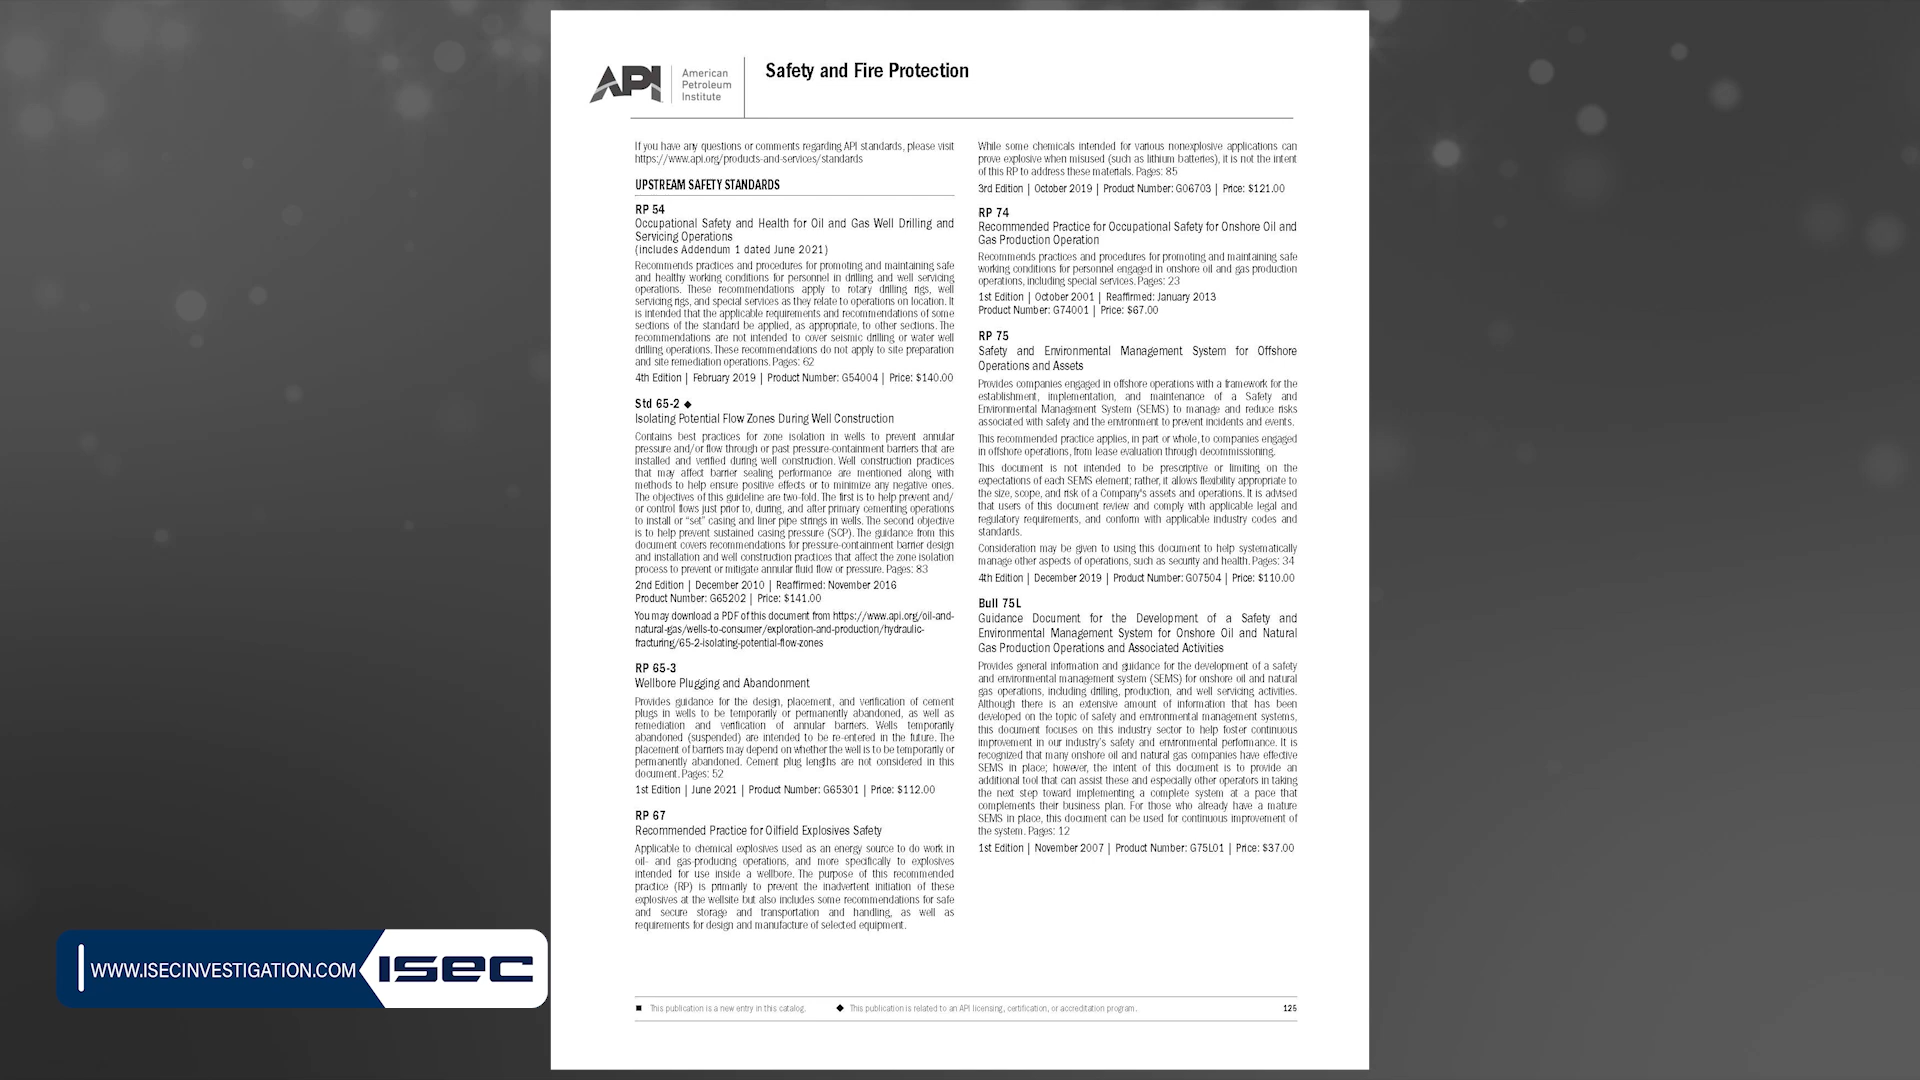 API
American
Petroleum
Institute
Safety and Fire Protection
If you have any questions or comments regarding API standards, please visit
https://www.api.org/products-and-services/standards
UPSTREAM SAFETY STANDARDS
RP 54
Occupational Safety and Health for Oil and Gas Well Drilling and
Servicing Operations
(includes Addendum 1 dated June 2021)
Recommends practices and procedures for promoting and maintaining safe
and healthy working conditions for personnel in drilling and well servicing
operations. These recommendations apply to rotary drilling rigs, well
servicing rigs, and special services as they relate to operations on location. It
is intended that the applicable requirements and recommendations of some
sections of the standard be applied, as appropriate, to other sections. The
recommendations are not intended to cover seismic drilling or water well
drilling operations. These recommendations do not apply to site preparation
and site remediation operations. Pages: 62
4th Edition | February 2019 | Product Number: G54004 | Price: $140.00
Std 65-2 ◆
Isolating Potential Flow Zones During Well Construction
Contains best practices for zone isolation in wells to prevent annular
pressure and/or flow through or past pressure-containment barriers that are
installed and verified during well construction. Well construction practices
that may affect barrier sealing performance are mentioned along with
methods to help ensure positive effects or to minimize any negative ones.
The objectives of this guideline are two-fold. The first is to help prevent and/
or control flows just prior to, during, and after primary cementing operations
to install or “set” casing and liner pipe strings in wells. The second objective
is to help prevent sustained casing pressure (SCP). The guidance from this
document covers recommendations for pressure-containment barrier design
and installation and well construction practices that affect the zone isolation
process to prevent or mitigate annular fluid flow or pressure. Pages: 83
2nd Edition | December 2010 | Reaffirmed: November 2016
Product Number: G65202 | Price: $141.00
You may download a PDF of this document from https://www.api.org/oil-and-
natural-gas/wells-to-consumer/exploration-and-production/hydraulic-
fracturing/65-2-isolating-potential-flow-zones
RP 65-3
Wellbore Plugging and Abandonment
Provides guidance for the design, placement, and verification of cement
plugs in wells to be temporarily or permanently abandoned, as well as
remediation and verification of annular barriers. Wells temporarily
abandoned (suspended) are intended to be re-entered in the future. The
placement of barriers may depend on whether the well is to be temporarily or
permanently abandoned. Cement plug lengths are not considered in this
document. Pages: 52
1st Edition | June 2021 | Product Number: G65301 | Price: $112.00
RP 67
Recommended Practice for Oilfield Explosives Safety
Applicable to chemical explosives used as an energy source to do work in
oil- and gas-producing operations, and more specifically to explosives
intended for use inside a wellbore. The purpose of this recommended
practice (RP) is primarily to prevent the inadvertent initiation of these
explosives at the wellsite but also includes some recommendations for safe
and secure storage and transportation and handling, as well as
requirements for design and manufacture of selected equipment.
While some chemicals intended for various nonexplosive applications can
prove explosive when misused (such as lithium batteries), it is not the intent
of this RP to address these materials. Pages: 85
3rd Edition | October 2019 | Product Number: G06703 | Price: $121.00
RP 74
Recommended Practice for Occupational Safety for Onshore Oil and
Gas Production Operation
Recommends practices and procedures for promoting and maintaining safe
working conditions for personnel engaged in onshore oil and gas production
operations, including special services. Pages: 23
1st Edition | October 2001 | Reaffirmed: January 2013
Product Number: G74001 | Price: $67.00
RP 75
Safety and Environmental Management System for Offshore
Operations and Assets
Provides companies engaged in offshore operations with a framework for the
establishment, implementation, and maintenance of a Safety and
Environmental Management System (SEMS) to manage and reduce risks
associated with safety and the environment to prevent incidents and events.
This recommended practice applies, in part or whole, to companies engaged
in offshore operations, from lease evaluation through decommissioning.
This document is not intended to be prescriptive or limiting on the
expectations of each SEMS element; rather, it allows flexibility appropriate to
the size, scope, and risk of a Company's assets and operations. It is advised
that users of this document review and comply with applicable legal and
regulatory requirements, and conform with applicable industry codes and
standards.
Consideration may be given to using this document to help systematically
manage other aspects of operations, such as security and health. Pages: 34
4th Edition | December 2019 | Product Number: G07504 | Price: $110.00
Bull 75L
Guidance Document for the Development of a Safety and
Environmental Management System for Onshore Oil and Natural
Gas Production Operations and Associated Activities
Provides general information and guidance for the development of a safety
and environmental management system (SEMS) for onshore oil and natural
gas operations, including drilling, production, and well servicing activities.
Although there is an extensive amount of information that has been
developed on the topic of safety and environmental management systems,
this document focuses on this industry sector to help foster continuous
improvement in our industry's safety and environmental performance. It is
recognized that many onshore oil and natural gas companies have effective
SEMS in place; however, the intent of this document is to provide an
additional tool that can assist these and especially other operators in taking
the next step toward implementing a complete system at a pace that
complements their business plan. For those who already have a mature
SEMS in place, this document can be used for continuous improvement of
the system. Pages: 12
1st Edition | November 2007 | Product Number: G75L01 | Price: $37.00
■ This publication is a new entry in this catalog. ◆ This publication is related to an API licensing, certification, or accreditation program. 125
WWW.ISECINVESTIGATION.COM isec